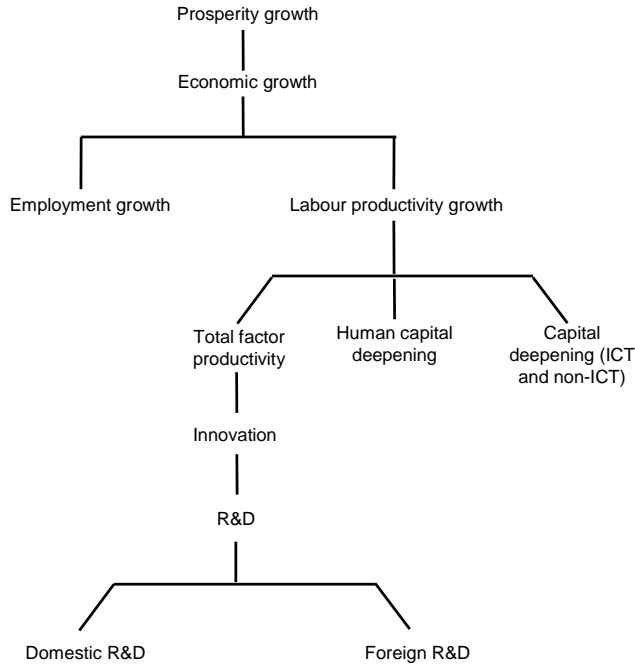 Prosperity growth
Economic growth
Employment growth
Labour productivity growth
Total factor
productivity
Human capital
deepening
Capital
deepening (ICT
and non-ICT)
Innovation
R&D
Domestic R&D
Foreign R&D